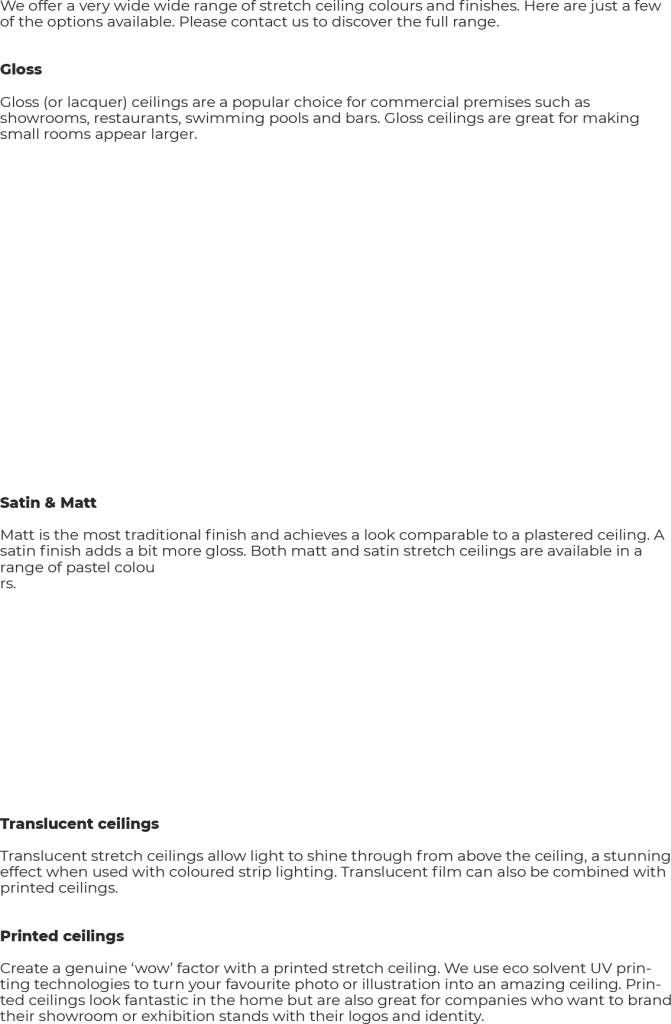 We offer a very wide wide range of stretch ceiling colours and finishes. Here are just a few
of the options available. Please contact us to discover the full range.
Gloss
Gloss (or lacquer) ceilings are a popular choice for commercial premises such as
showrooms, restaurants, swimming pools and bars. Gloss ceilings are great for making
small rooms appear larger.
Satin & Matt
Matt is the most traditional finish and achieves a look comparable to a plastered ceiling. A
satin finish adds a bit more gloss. Both matt and satin stretch ceilings are available in a
range of pastel colou
rs.
Translucent ceilings
Translucent stretch ceilings allow light to shine through from above the ceiling, a stunning
effect when used with coloured strip lighting. Translucent film can also be combined with
printed ceilings.
Printed ceilings
Create a genuine ‘wow’ factor with a printed stretch ceiling. We use eco solvent UV prin-
ting technologies to turn your favourite photo or illustration into an amazing ceiling. Prin-
ted ceilings look fantastic in the home but are also great for companies who want to brand
their showroom or exhibition stands with their logos and identity.